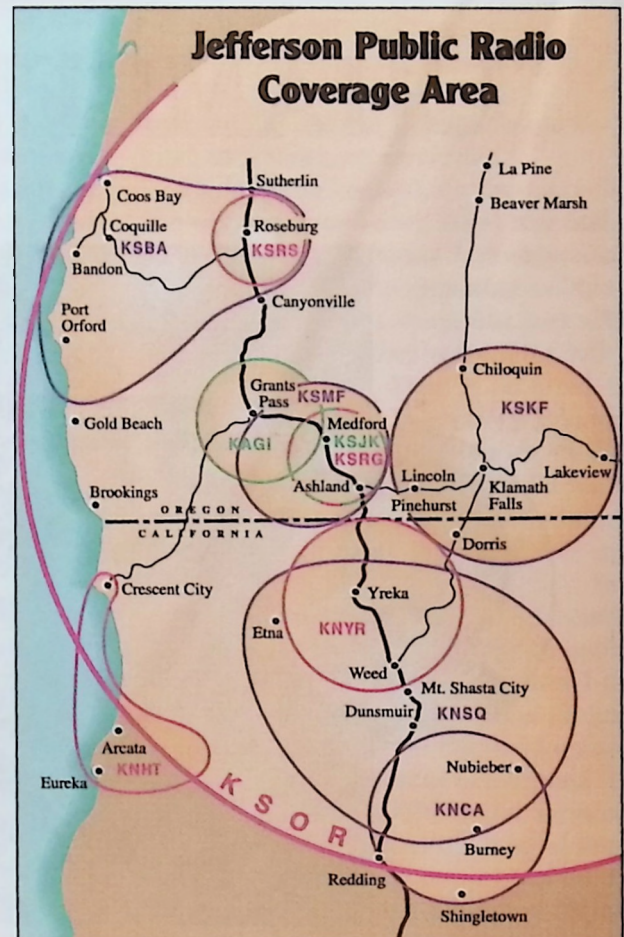 Jefferson Public Radio
Coverage Area
La Pine
Sutherlin
Coos Bay
Beaver Marsh
Coquille
Roseburg
KSBA
KSRS
Bandon
Canyonville
Port
Orford
Chiloquin
Grants
Pass
KSMF
KSKF
Gold Beach
Medford
KAGI
KSJK
KSRG
Lakeview
Lincoln
Ashland
Klamath
Falls
Brookings
Pinehurst
OREGON
CALIFORNIA
Dorris
Crescent City
Yreka
Etna
KNYR
Weed
Mt. Shasta City
Dunsmuir
KNSQ
Arcata
KNHT
Nubieber
Eureka
KSOR
KNCA
Burney
Redding
Shingletown